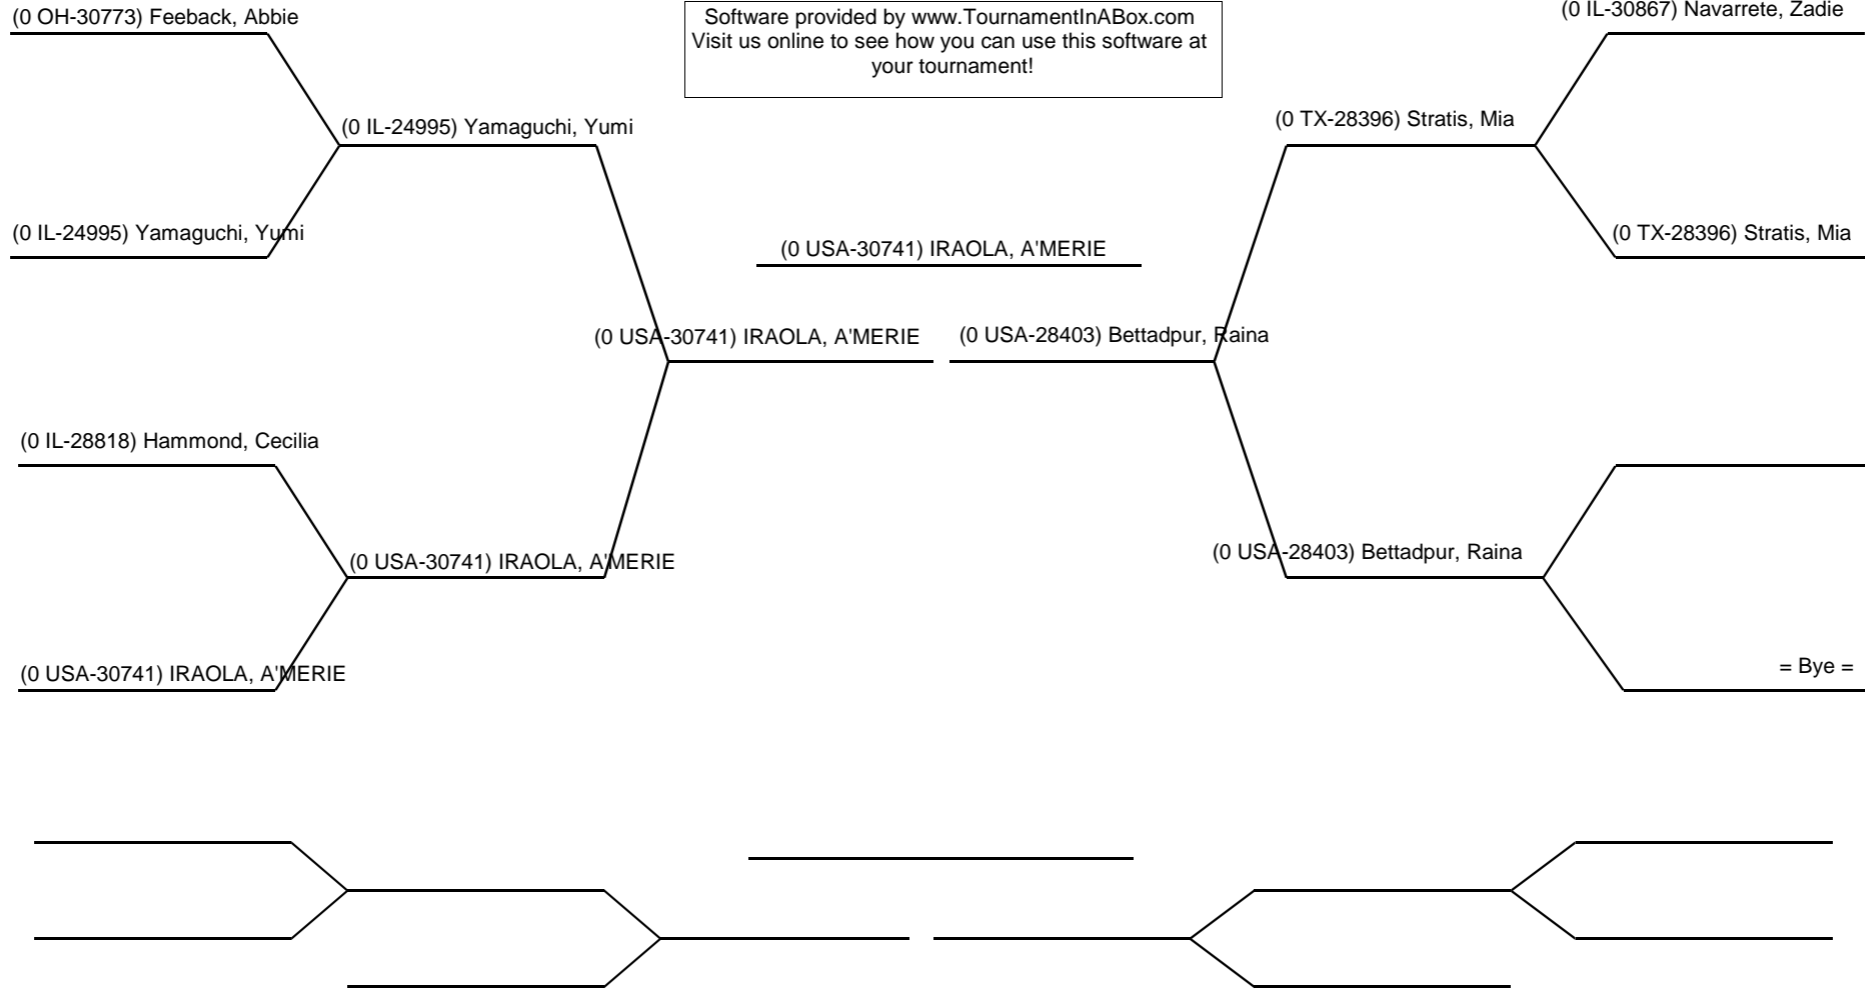 (0 OH-30773) Feeback, Abbie
Software provided by www.TournamentInABox.com
Visit us online to see how you can use this software at
your tournament!
(0 IL-30867) Navarrete, Zadie
(0 IL-24995) Yamaguchi, Yumi
(0 TX-28396) Stratis, Mia
(0 IL-24995) Yamaguchi, Yumi
(0 USA-30741) IRAOLA, A'MERIE
(0 TX-28396) Stratis, Mia
(0 USA-30741) IRAOLA, A'MERIE
(0 USA-28403) Bettadpur, Raina
(0 IL-28818) Hammond, Cecilia
(0 USA-30741) IRAOLA, A'MERIE
(0 USA-28403) Bettadpur, Raina
(0 USA-30741) IRAOLA, A'MERIE
= Bye =